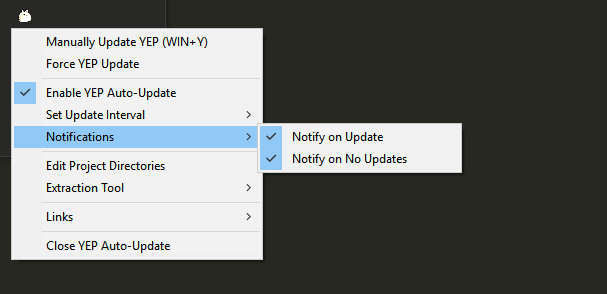 Manually Update YEP (WIN+Y)
Force YEP Update
Enable YEP Auto-Update
Set Update Interval
Notifications
Notify on Update
Notify on No Updates
Edit Project Directories
Extraction Tool
Links
Close YEP Auto-Update